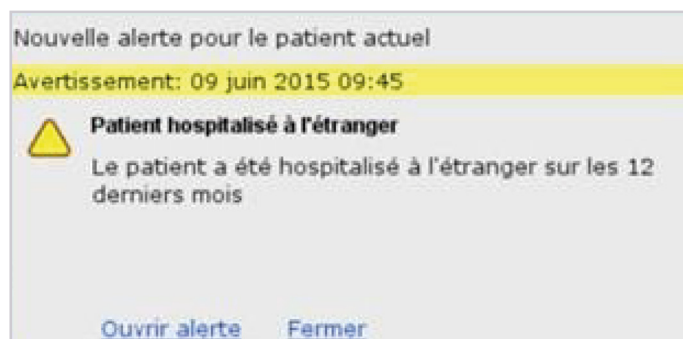 Nouvelle alerte pour le patient actuel
Avertissement: 09 juin 2015 09:45
Patient hospitalisé à l'étranger
Le patient a été hospitalisé à l'étranger sur les 12
derniers mois
Ouvrir alerte Fermer